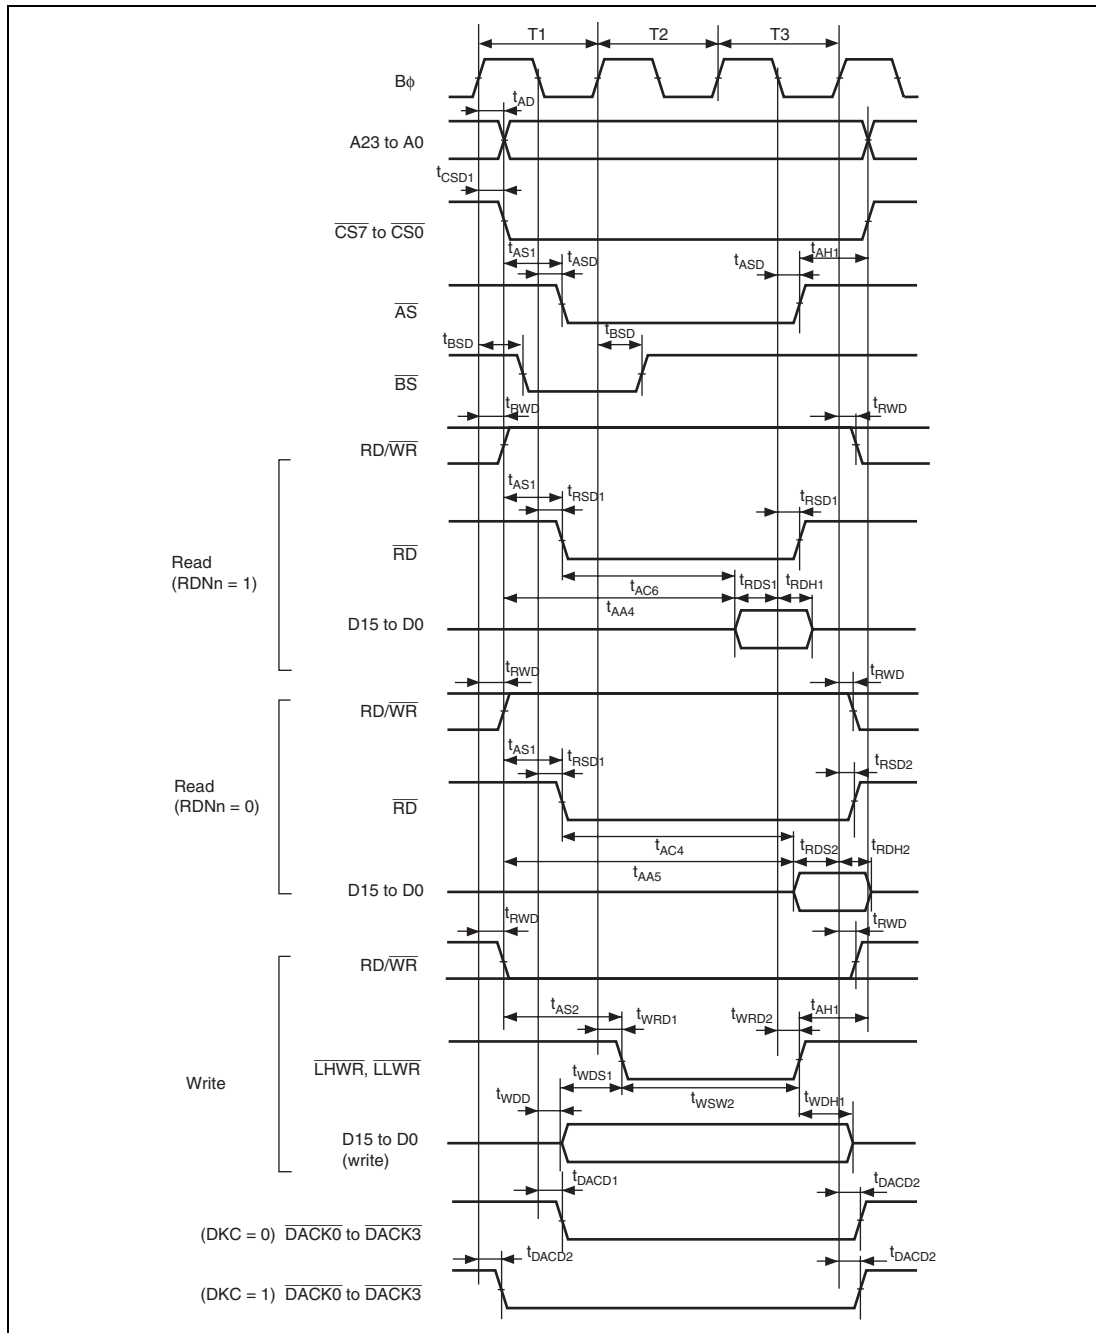 T1 T2 T3
Bϕ
tAD
A23 to A0
tCSD1
CS7 to CS0
tAS1 tASD tASD tAH1
AS
tBSD tBSD
BS
tRWD tRWD
RD/WR
tAS1 tRSD1 tRSD1
RD
Read
(RDNn = 1)
tAC6 tRDS1 tRDH1
tAA4
D15 to D0
tRWD tRWD
RD/WR
tAS1 tRSD1 tRSD2
Read
(RDNn = 0)
RD
tAC4 tRDS2 tRDH2
tAA5
D15 to D0
tRWD tRWD
RD/WR
tAS2 tWRD1 tWRD2 tAH1
LHWR, LLWR
Write
tWDD tWDS1 tWSW2 tWDH1
D15 to D0
(write)
tDACD1 tDACD2
(DKC = 0) DACK0 to DACK3
tDACD2 tDACD2
(DKC = 1) DACK0 to DACK3